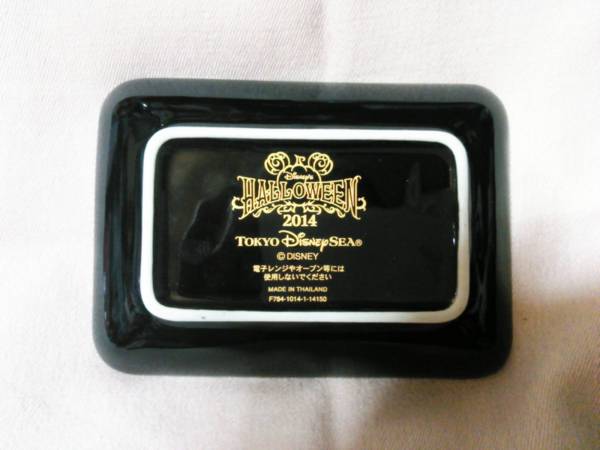 Disney's
HALLOWEEN
2014
TOKYO DISNEYSEA®
© DISNEY
電子レンジやオーブン等には
使用しないでください
MADE IN THAILAND
F784-1014-1-14150